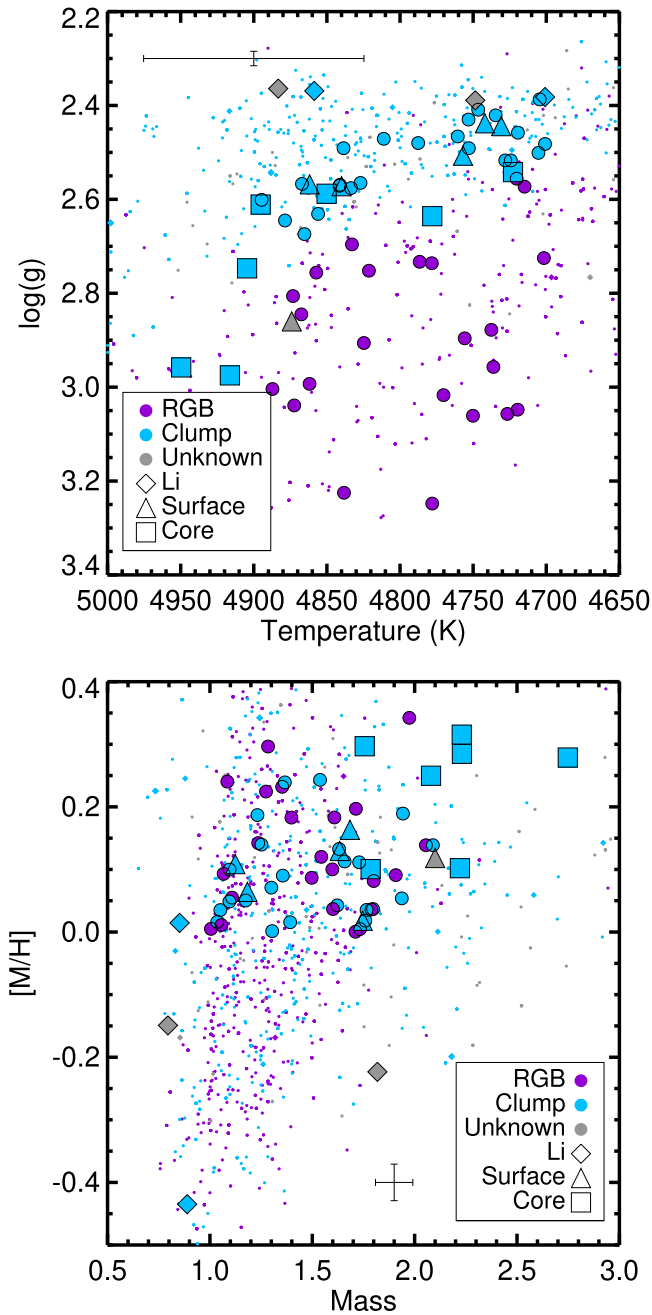 2.2
2.4
2.6
2.8
3.0
3.2
3.4
log(g)
RGB
Clump
Unknown
Li
Surface
Core
5000 4950 4900 4850 4800 4750 4700 4650
Temperature (K)
0.4
0.2
0.0
-0.2
-0.4
[M/H]
RGB
Clump
Unknown
Li
Surface
Core
0.5 1.0 1.5 2.0 2.5 3.0
Mass